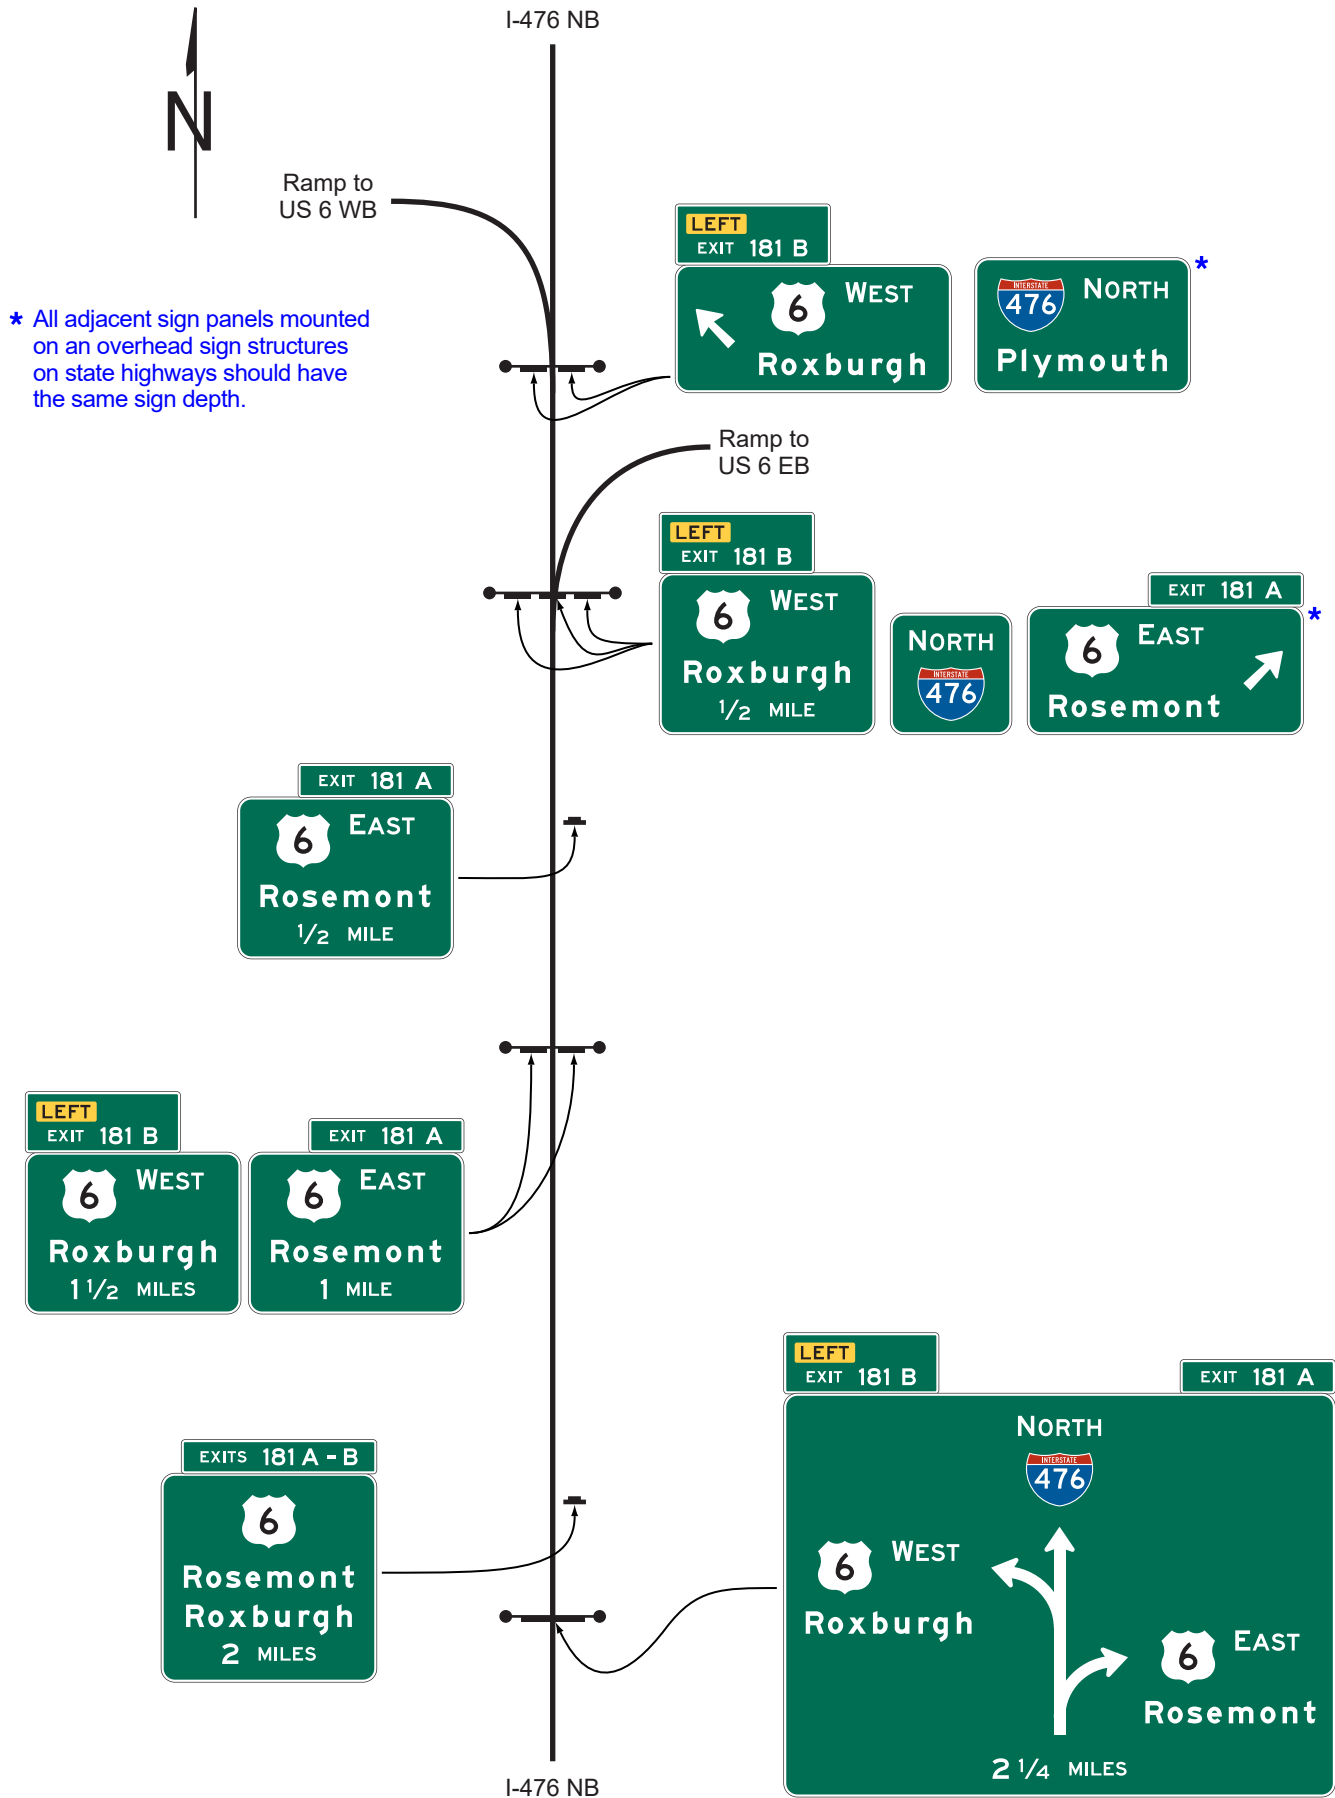 I-476 NB
N
Ramp to
US 6 WB
LEFT
EXIT 181 B
6 WEST
Roxburgh
INTERSTATE
476 NORTH
Plymouth
*
* All adjacent sign panels mounted
on an overhead sign structures
on state highways should have
the same sign depth.
Ramp to
US 6 EB
LEFT
EXIT 181 B
6 WEST
Roxburgh
1/2 MILE
NORTH
INTERSTATE
476
EXIT 181 A
6 EAST
Rosemont
*
EXIT 181 A
6 EAST
Rosemont
1/2 MILE
LEFT
EXIT 181 B
6 WEST
Roxburgh
1 1/2 MILES
EXIT 181 A
6 EAST
Rosemont
1 MILE
LEFT
EXIT 181 B
EXIT 181 A
NORTH
INTERSTATE
476
6 WEST
Roxburgh
6 EAST
Rosemont
2 1/4 MILES
EXITS 181 A - B
6
Rosemont
Roxburgh
2 MILES
I-476 NB